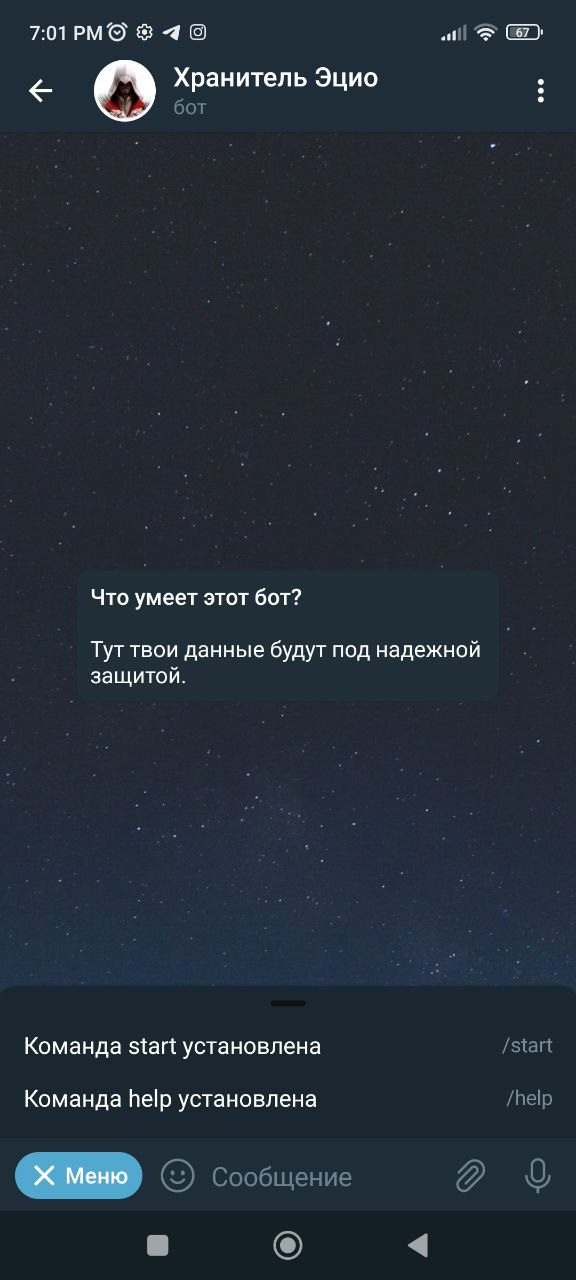 7:01 PM
67
Хранитель Эцио
бот
Что умеет этот бот?
Тут твои данные будут под надежной
защитой.
Команда start установлена /start
Команда help установлена /help
Меню Сообщение